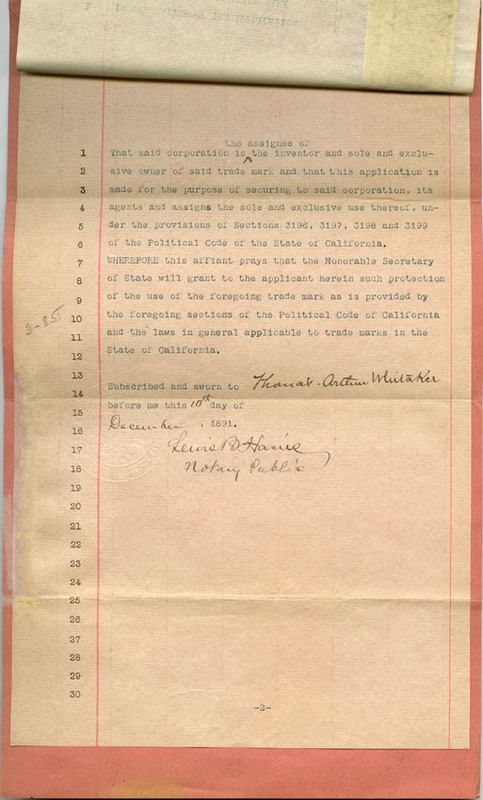 the assignee of
1 That said corporation is ^ the inventor and sole and exclu-
2 sive owner of said trade mark and that this application is
3 made for the purpose of securing to said corporation, its
4 agents and assigns the sole and exclusive use thereof, un-
5 der the provisions of Sections 3196, 3197, 3198 and 3199
6 of the Political Code of the State of California.
7 WHEREFORE this affiant prays that the Honorable Secretary
8 of State will grant to the applicant herein such protection
9 of the use of the foregoing trade mark as is provided by
3-85 10 the foregoing sections of the Political Code of California
11 and the laws in general applicable to trade marks in the
12 State of California.
13
14 Subscribed and sworn to Thomas Arthur Whitaker
15 before me this 10th day of
16 December, 1891.
17 Lewis B. Harris
18 Notary Public
19
20
21
22
23
24
25
26
27
28
29
30
-2-